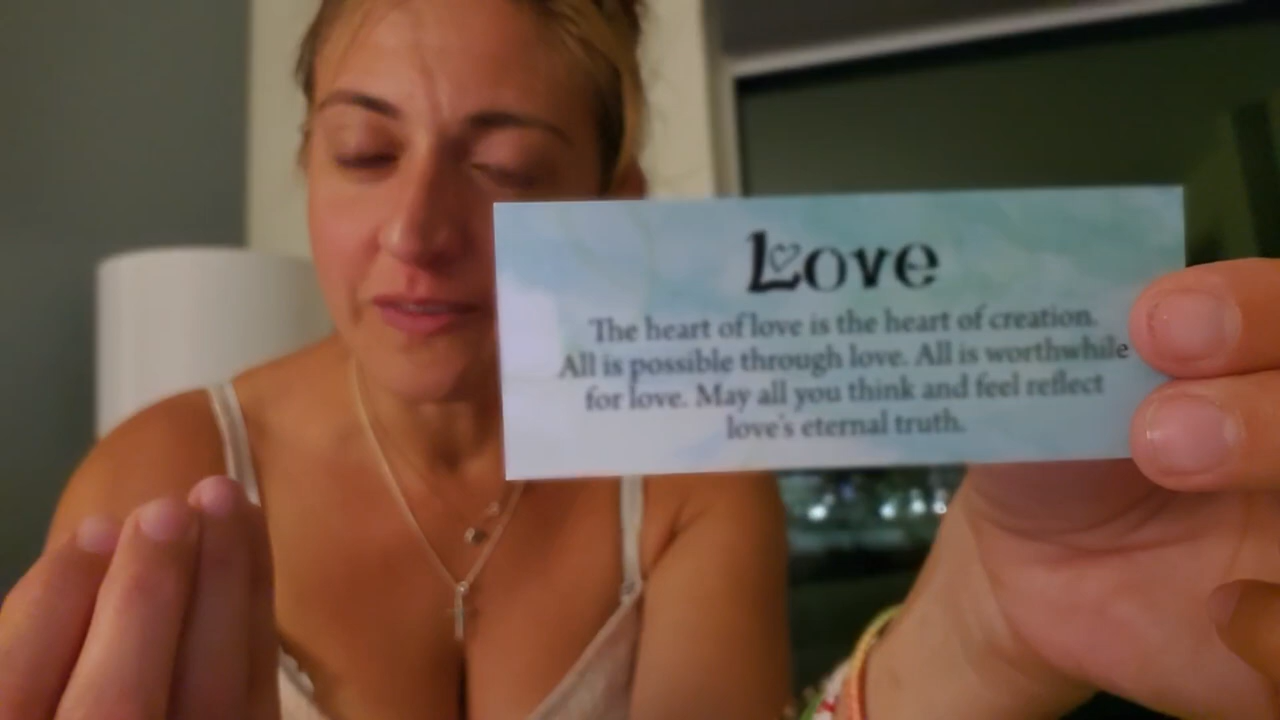 Love
The heart of love is the heart of creation.
All is possible through love. All is worthwhile
for love. May all you think and feel reflect
love's eternal truth.